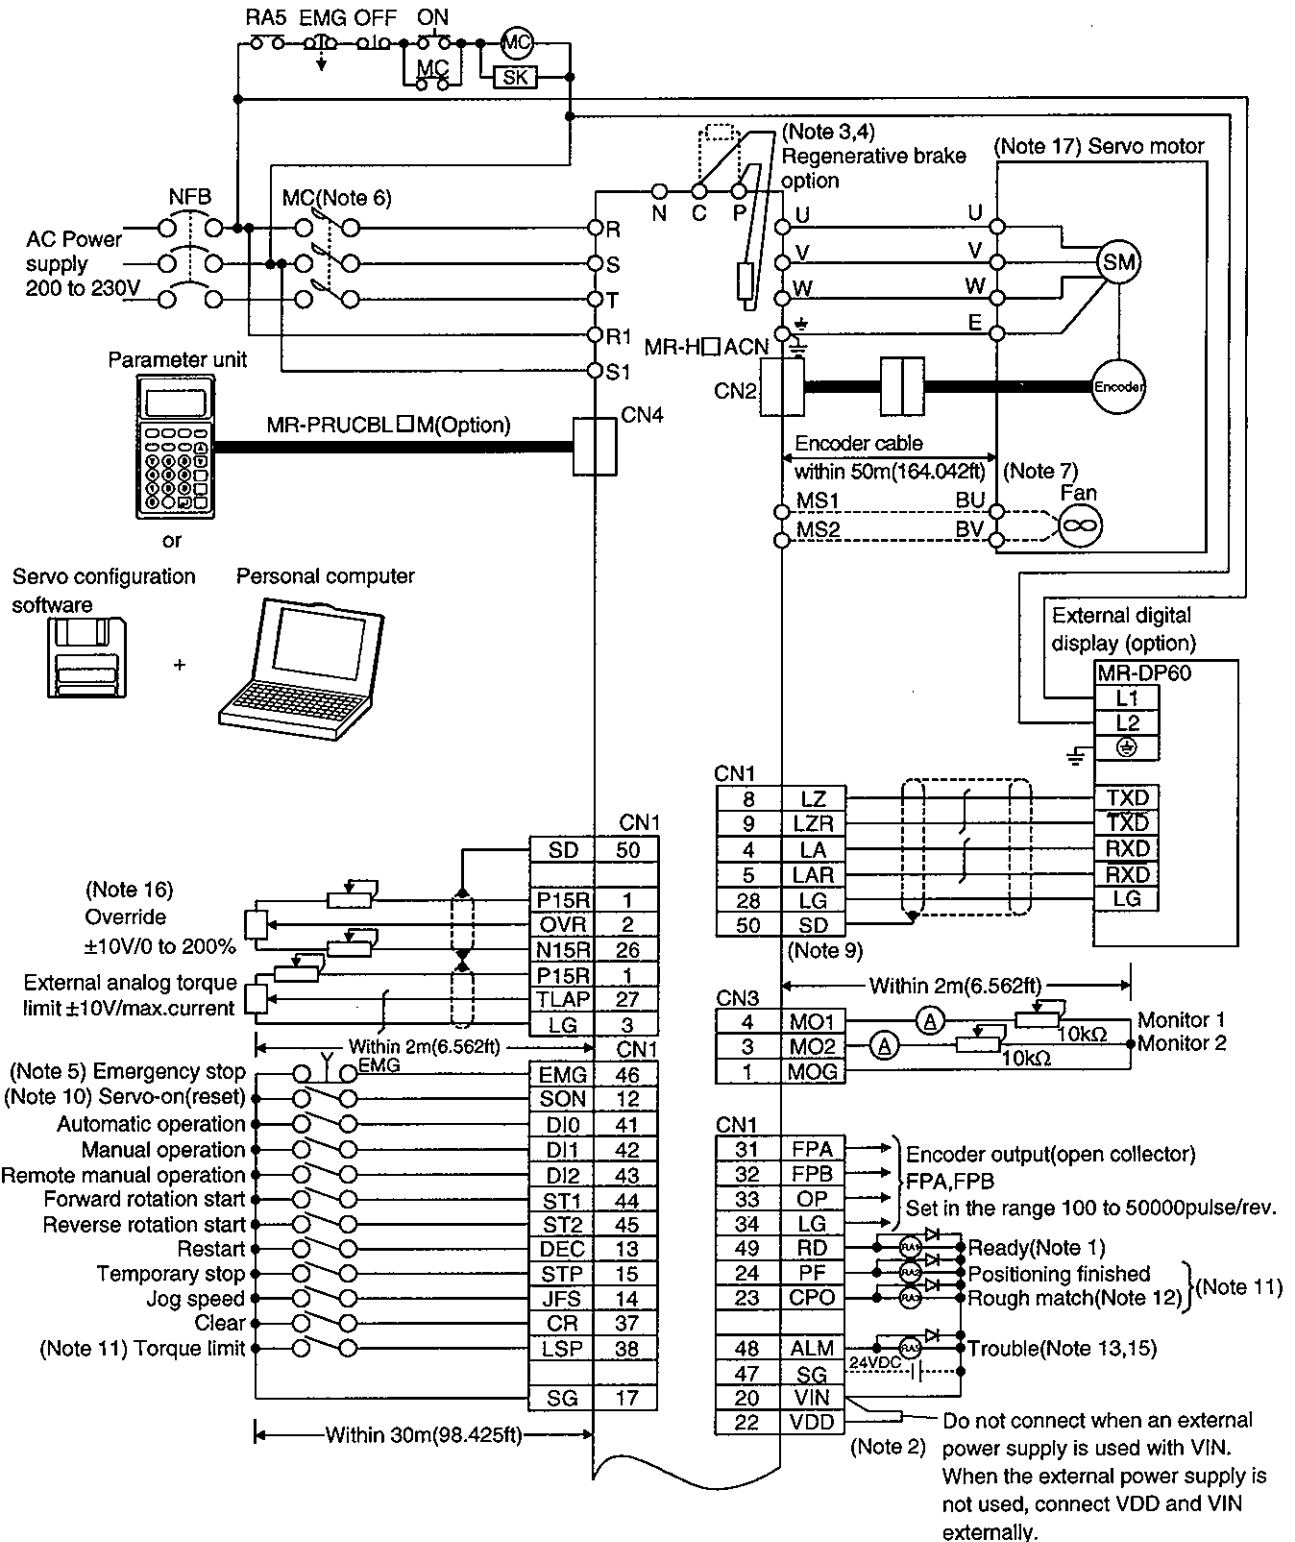 RA5 EMG OFF ON
MC
MC
SK
(Note 3,4)
Regenerative brake
option
(Note 17) Servo motor
NFB
MC(Note 6)
N C P
AC Power
supply
200 to 230V
R
S
T
R1
S1
U
V
W
U
V
W
E
SM
MR-H□ACN
CN2
Encoder
Parameter unit
MR-PRUCBL□M(Option)
CN4
Encoder cable
within 50m(164.042ft)
(Note 7)
Fan
MS1 BU
MS2 BV
or
Servo configuration
software
+
Personal computer
External digital
display (option)
MR-DP60
L1
L2
TXD
TXD
RXD
RXD
LG
CN1
8 LZ
9 LZR
4 LA
5 LAR
28 LG
50 SD
(Note 9)
CN1
SD 50
P15R 1
OVR 2
N15R 26
P15R 1
TLAP 27
LG 3
(Note 16)
Override
±10V/0 to 200%
External analog torque
limit ±10V/max.current
Within 2m(6.562ft)
Within 2m(6.562ft)
CN3
4 MO1 A 10kΩ Monitor 1
3 MO2 A 10kΩ Monitor 2
1 MOG
CN1
EMG
(Note 5) Emergency stop EMG 46
(Note 10) Servo-on(reset) SON 12
Automatic operation DI0 41
Manual operation DI1 42
Remote manual operation DI2 43
Forward rotation start ST1 44
Reverse rotation start ST2 45
Restart DEC 13
Temporary stop STP 15
Jog speed JFS 14
Clear CR 37
(Note 11) Torque limit LSP 38
SG 17
Within 30m(98.425ft)
CN1
31 FPA
32 FPB
33 OP
34 LG
Encoder output(open collector)
FPA,FPB
Set in the range 100 to 50000pulse/rev.
49 RD RA1 Ready(Note 1)
24 PF RA2 Positioning finished
23 CPO RA3 Rough match(Note 12)
(Note 11)
48 ALM RA5 Trouble(Note 13,15)
47 SG 24VDC
20 VIN
22 VDD
(Note 2)
Do not connect when an external
power supply is used with VIN.
When the external power supply is
not used, connect VDD and VIN
externally.